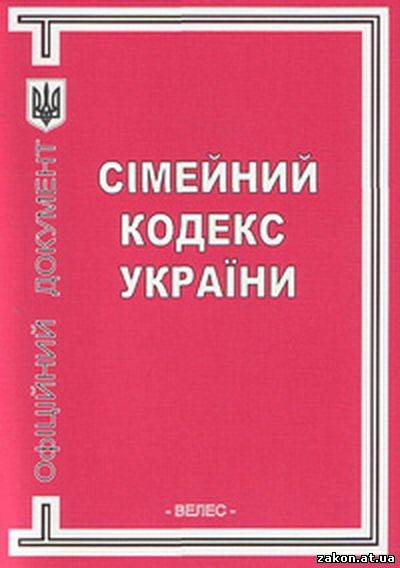 ОФІЦІЙНИЙ ДОКУМЕНТ
СІМЕЙНИЙ
КОДЕКС
УКРАЇНИ
- ВЕЛЕС -
zakon.at.ua